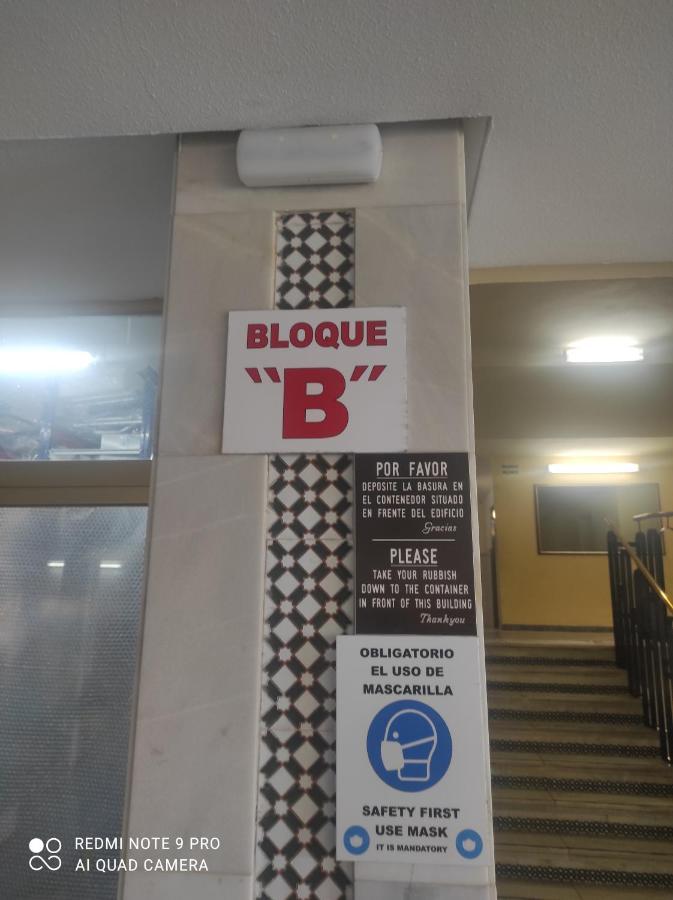 BLOQUE
"B"
POR FAVOR
DEPOSITE LA BASURA EN
EL CONTENEDOR SITUADO
EN FRENTE DEL EDIFICIO
Gracias
PLEASE
TAKE YOUR RUBBISH
DOWN TO THE CONTAINER
IN FRONT OF THIS BUILDING
Thankyou
OBLIGATORIO
EL USO DE
MASCARILLA
SAFETY FIRST
USE MASK
IT IS MANDATORY
REDMI NOTE 9 PRO
AI QUAD CAMERA